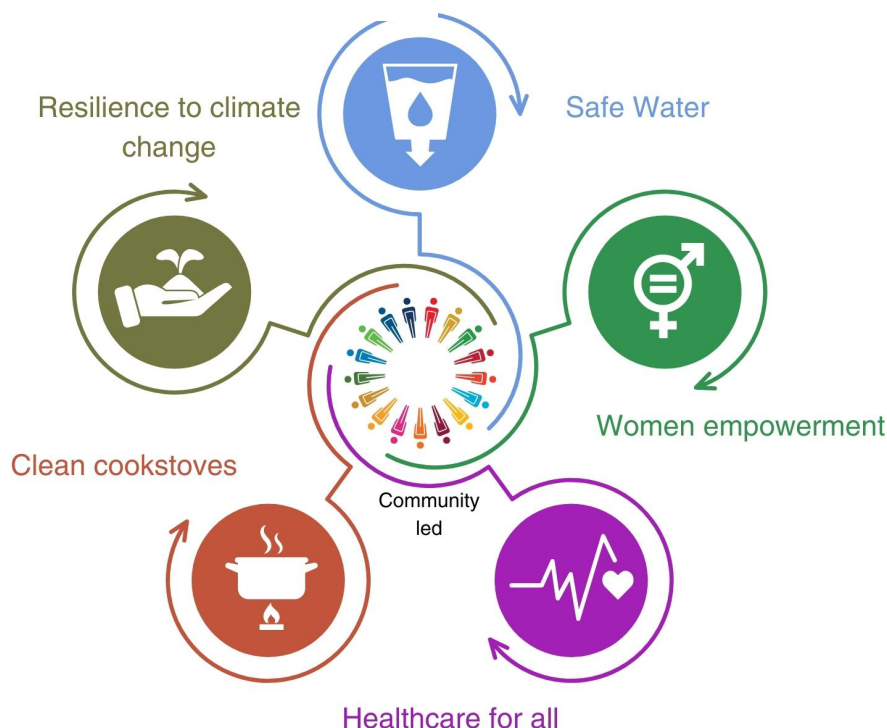 Resilience to climate
change
Safe Water
Women empowerment
Clean cookstoves
Community
led
Healthcare for all